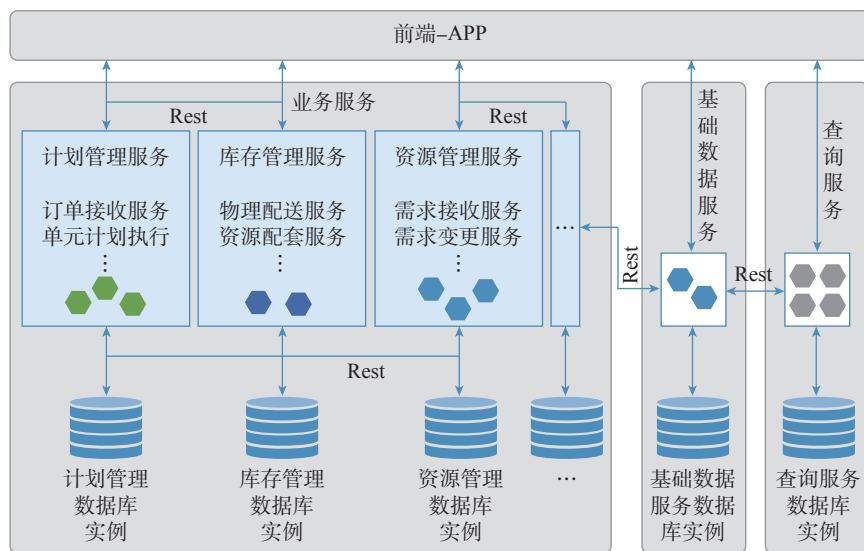 前端–APP
业务服务
Rest
Rest
计划管理服务
订单接收服务
单元计划执行
…
库存管理服务
物理配送服务
资源配套服务
…
资源管理服务
需求接收服务
需求变更服务
…
…
基础数据服务
查询服务
Rest
Rest
Rest
计划管理
数据库
实例
库存管理
数据库
实例
资源管理
数据库
实例
…
基础数据
服务数据
库实例
查询服务
数据库
实例